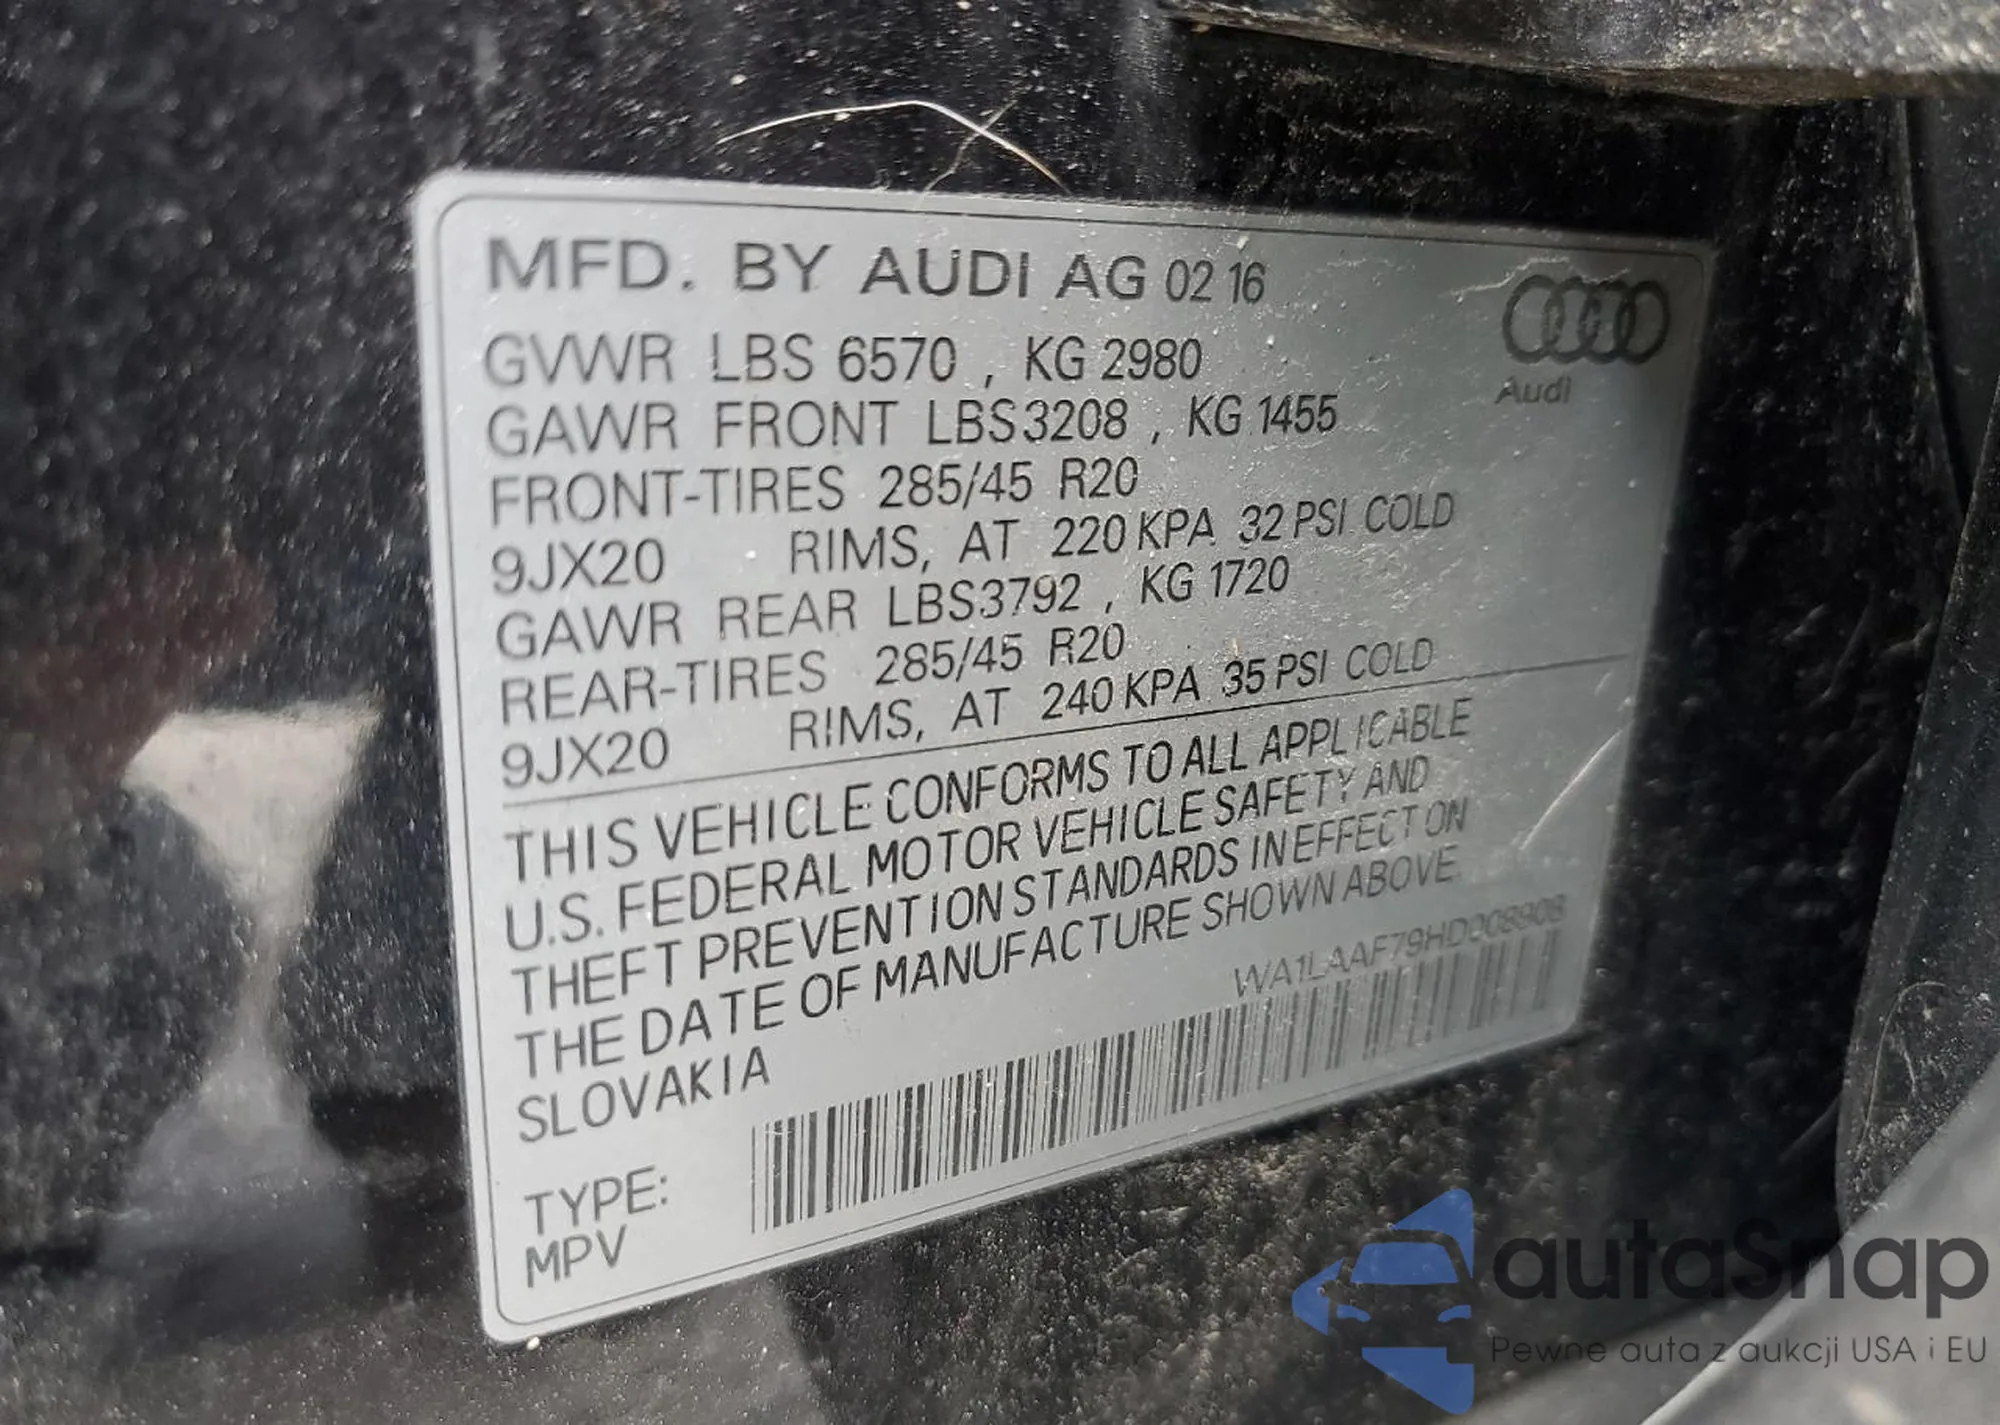 MFD. BY AUDI AG 02 16
GVWR LBS 6570 , KG 2980
Audi
GAWR FRONT LBS3208 , KG 1455
FRONT-TIRES 285/45 R20
9JX20 RIMS, AT 220 KPA 32 PSI COLD
GAWR REAR LBS3792 , KG 1720
REAR-TIRES 285/45 R20
9JX20 RIMS, AT 240 KPA 35 PSI COLD
THIS VEHICLE CONFORMS TO ALL APPLICABLE
U.S. FEDERAL MOTOR VEHICLE SAFETY AND
THEFT PREVENTION STANDARDS IN EFFECT ON
THE DATE OF MANUFACTURE SHOWN ABOVE.
SLOVAKIA
WA1LAAF79HD008908
TYPE:
MPV
autaSnap
Pewne auta z aukcji USA i EU